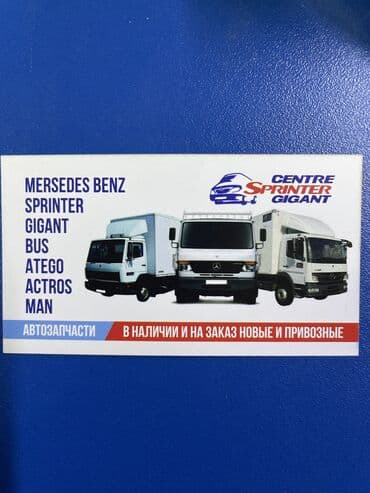 MERSEDES BENZ
SPRINTER
GIGANT
BUS
ATEGO
ACTROS
MAN
CENTRE
SPRINTER
GIGANT
АВТОЗАПЧАСТИ
В НАЛИЧИИ И НА ЗАКАЗ НОВЫЕ И ПРИВОЗНЫЕ